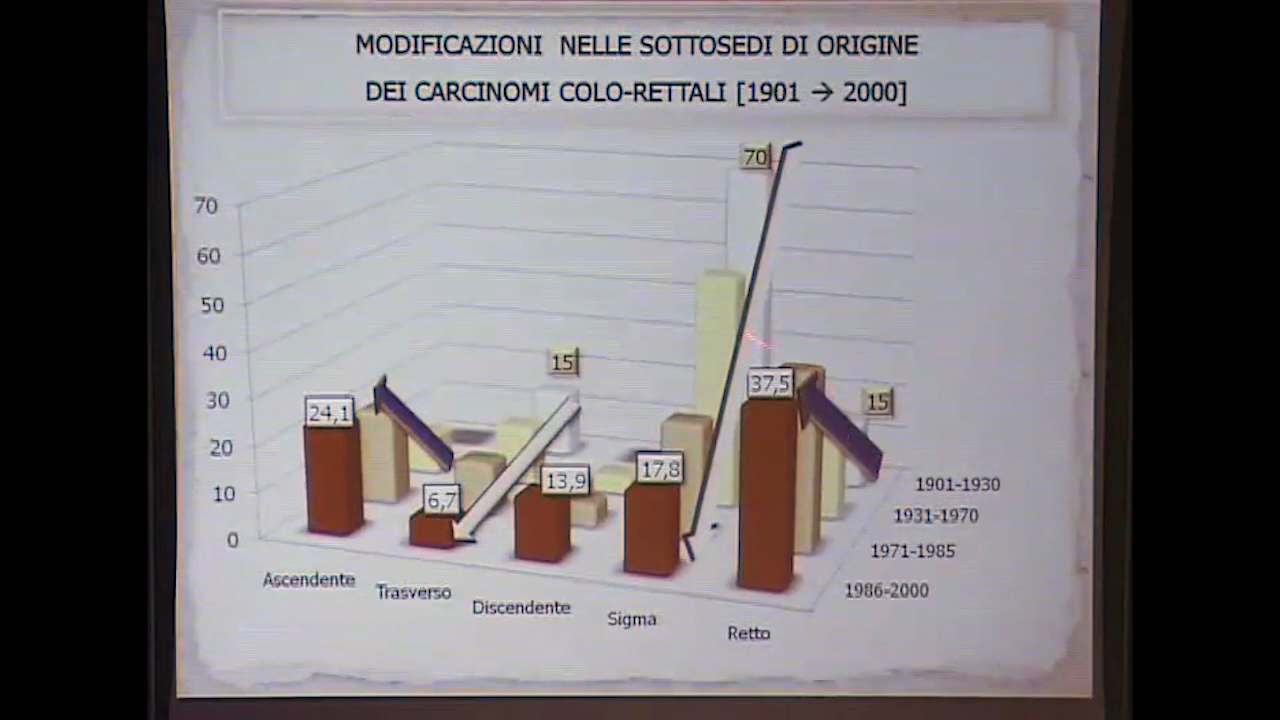 MODIFICAZIONI NELLE SOTTOSEDI DI ORIGINE
DEI CARCINOMI COLO-RETTALI [1901 → 2000]
70
60
50
40
30
20
10
0
70
15
37,5
15
24,1
6,7
13,9
17,8
Ascendente
Trasverso
Discendente
Sigma
Retto
1901-1930
1931-1970
1971-1985
1986-2000